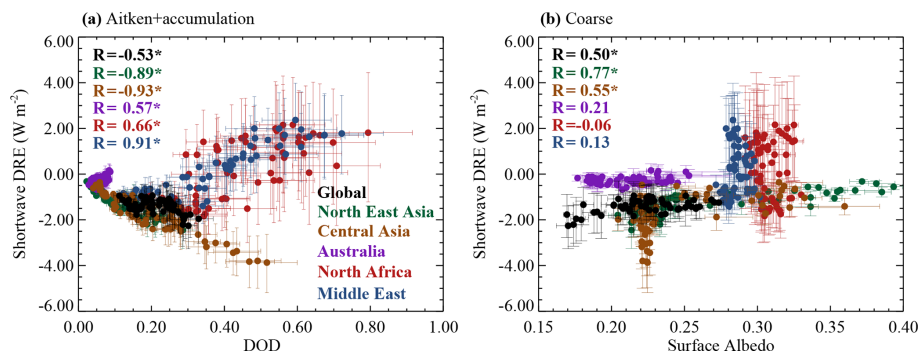 (a) Aitken+accumulation
6.00
4.00
2.00
0.00
-2.00
-4.00
-6.00
Shortwave DRE (W m-2)
R=-0.53*
R=-0.89*
R=-0.93*
R= 0.57*
R= 0.66*
R= 0.91*
Global
North East Asia
Central Asia
Australia
North Africa
Middle East
0.00 0.20 0.40 0.60 0.80 1.00
DOD
(b) Coarse
6.00
4.00
2.00
0.00
-2.00
-4.00
-6.00
Shortwave DRE (W m-2)
R= 0.50*
R= 0.77*
R= 0.55*
R= 0.21
R=-0.06
R= 0.13
0.15 0.20 0.25 0.30 0.35 0.40
Surface Albedo